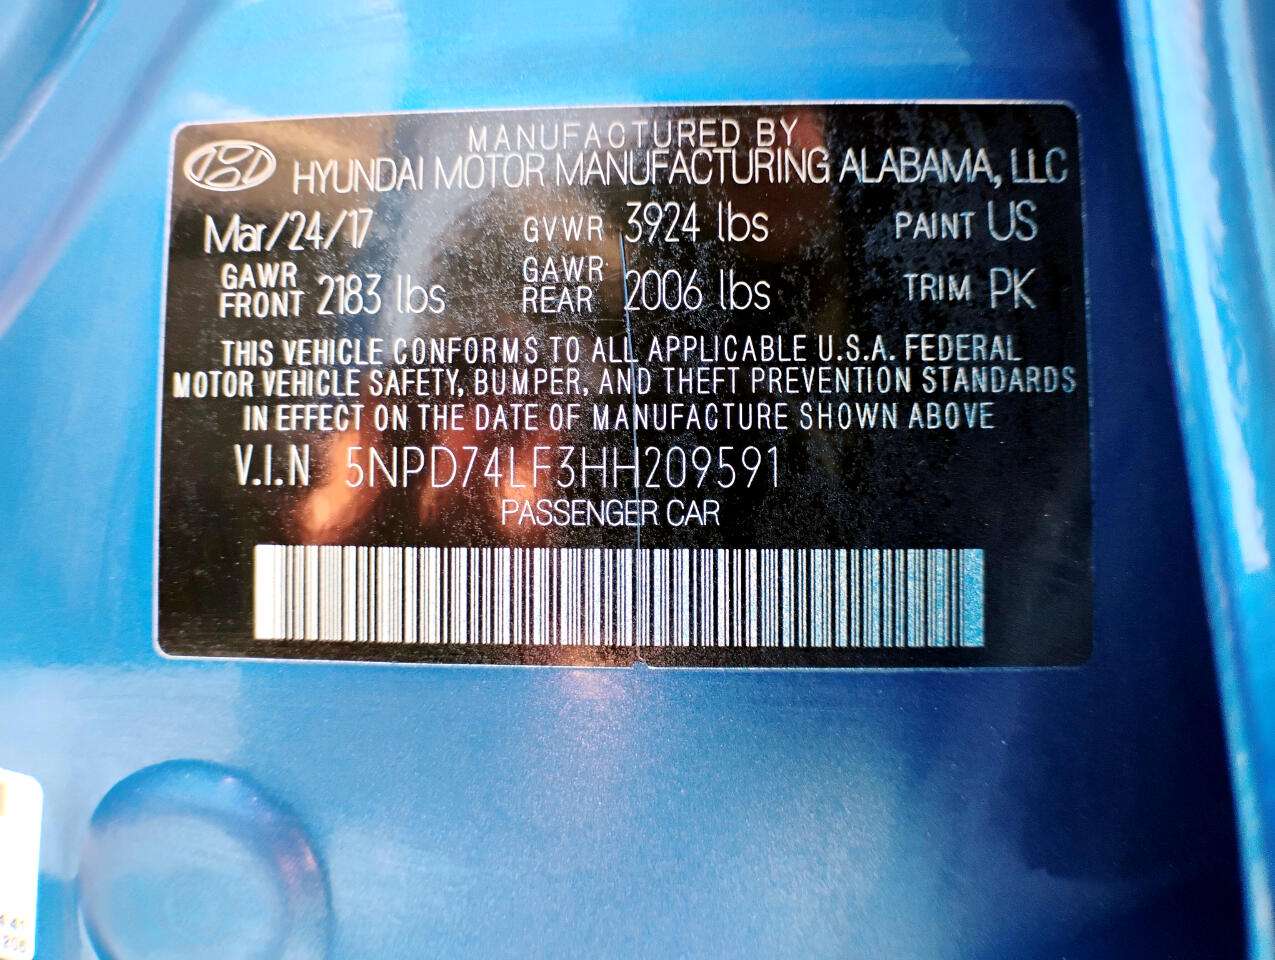 MANUFACTURED BY
HYUNDAI MOTOR MANUFACTURING ALABAMA, LLC
Mar/24/17 GVWR 3924 lbs PAINT US
GAWR FRONT 2183 lbs GAWR REAR 2006 lbs TRIM PK
THIS VEHICLE CONFORMS TO ALL APPLICABLE U.S.A. FEDERAL
MOTOR VEHICLE SAFETY, BUMPER, AND THEFT PREVENTION STANDARDS
IN EFFECT ON THE DATE OF MANUFACTURE SHOWN ABOVE
V.I.N 5NPD74LF3HH209591
PASSENGER CAR